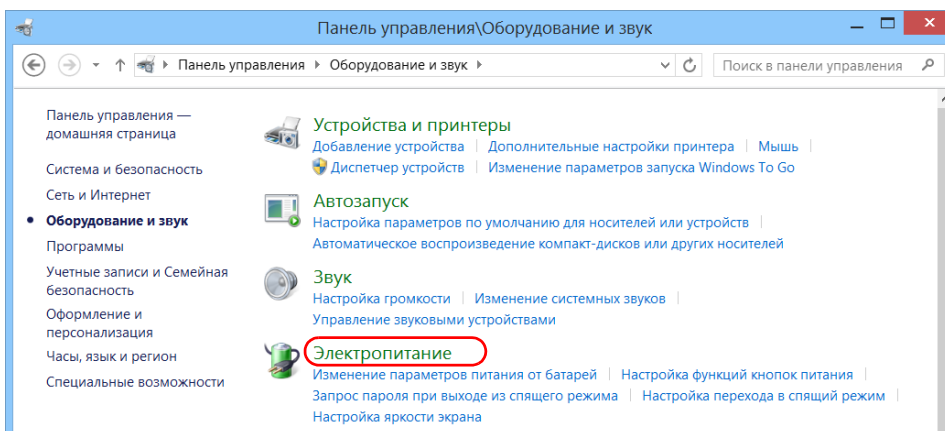 Панель управления\Оборудование и звук
Панель управления Оборудование и звук
Поиск в панели управления
Панель управления —
домашняя страница
Система и безопасность
Сеть и Интернет
Оборудование и звук
Программы
Учетные записи и Семейная
безопасность
Оформление и
персонализация
Часы, язык и регион
Специальные возможности
Устройства и принтеры
Добавление устройства | Дополнительные настройки принтера | Мышь |
Диспетчер устройств | Изменение параметров запуска Windows To Go
Автозапуск
Настройка параметров по умолчанию для носителей или устройств |
Автоматическое воспроизведение компакт-дисков или других носителей
Звук
Настройка громкости | Изменение системных звуков |
Управление звуковыми устройствами
Электропитание
Изменение параметров питания от батарей | Настройка функций кнопок питания |
Запрос пароля при выходе из спящего режима | Настройка перехода в спящий режим |
Настройка яркости экрана